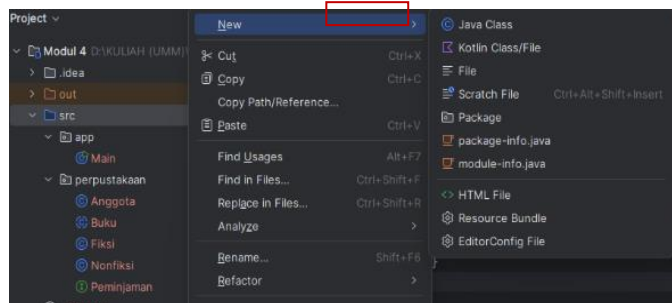 Project
Modul 4 D:\KULIAH (UMM)
.idea
out
src
app
Main
perpustakaan
Anggota
Buku
Fiksi
Nonfiksi
Peminjaman
New
Cut Ctrl+X
Copy Ctrl+C
Copy Path/Reference...
Paste Ctrl+V
Find Usages Alt+F7
Find in Files... Ctrl+Shift+F
Replace in Files... Ctrl+Shift+R
Analyze
Rename... Shift+F6
Refactor
Java Class
Kotlin Class/File
File
Scratch File Ctrl+Alt+Shift+Insert
Package
package-info.java
module-info.java
HTML File
Resource Bundle
EditorConfig File
}